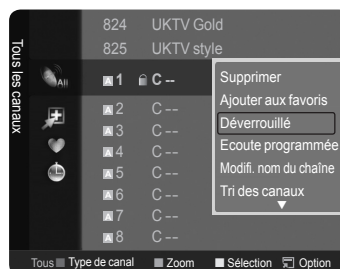 824 UKTV Gold
825 UKTV style
Tous les canaux
All
A 1 C --
A 2 C --
A 3 C --
A 4 C --
A 5 C --
A 6 C --
A 7 C --
A 8 C --
Supprimer
Ajouter aux favoris
Déverrouillé
Ecoute programmée
Modifi. nom du chaîne
Tri des canaux
Tous Type de canal Zoom Sélection Option